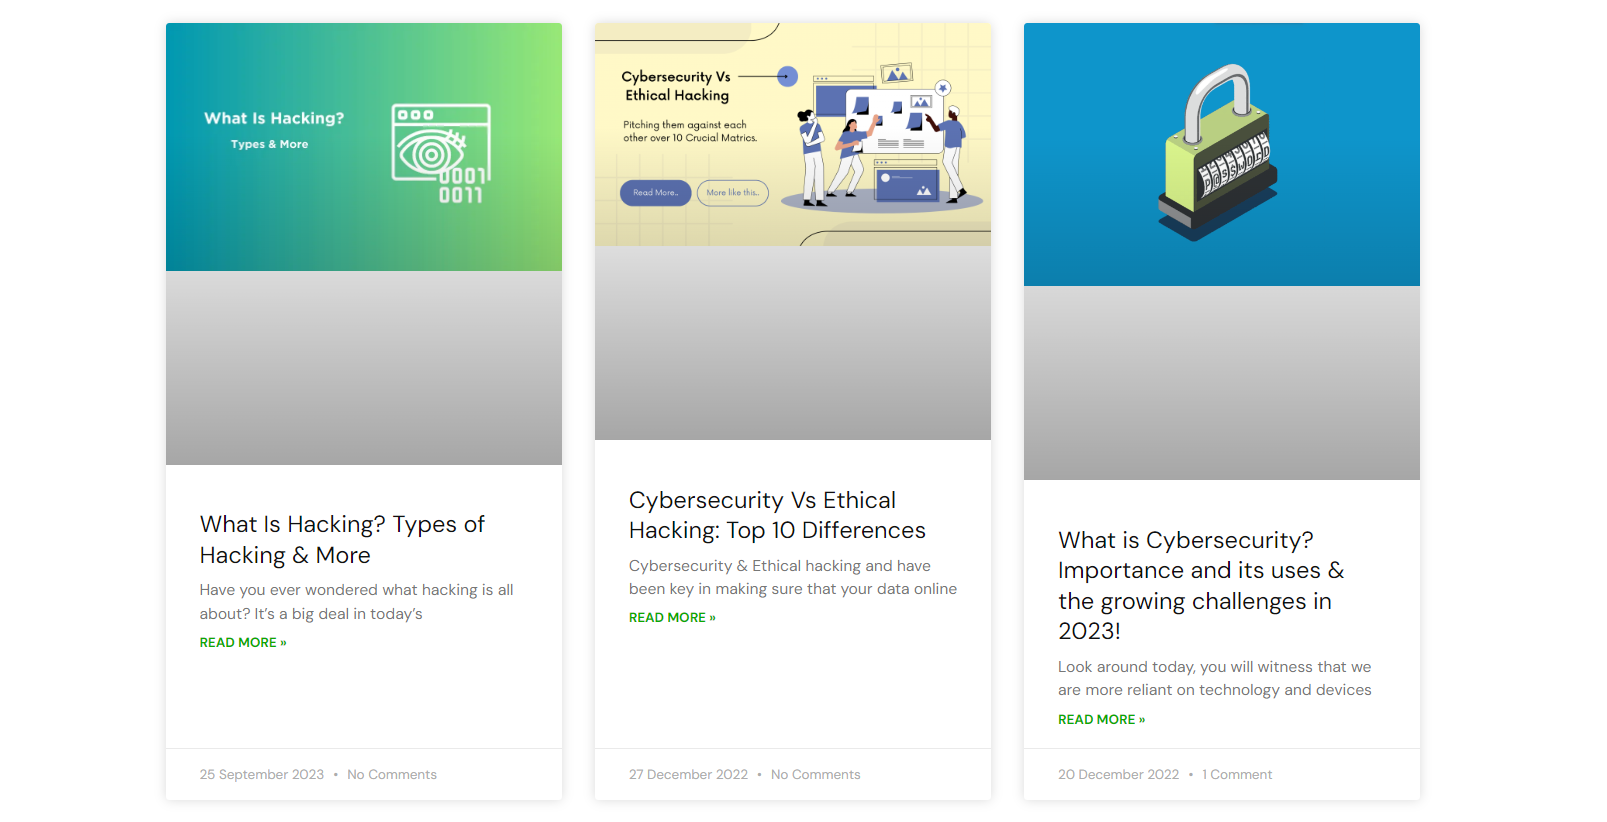 What Is Hacking?
Types & More
0001
0011
What Is Hacking? Types of
Hacking & More
Have you ever wondered what hacking is all
about? It’s a big deal in today’s
READ MORE »
25 September 2023 • No Comments
Cybersecurity Vs
Ethical Hacking
Pitching them against each
other over 10 Crucial Matrics.
Read More..
More like this..
Cybersecurity Vs Ethical
Hacking: Top 10 Differences
Cybersecurity & Ethical hacking and have
been key in making sure that your data online
READ MORE »
27 December 2022 • No Comments
What is Cybersecurity?
Importance and its uses &
the growing challenges in
2023!
Look around today, you will witness that we
are more reliant on technology and devices
READ MORE »
20 December 2022 • 1 Comment